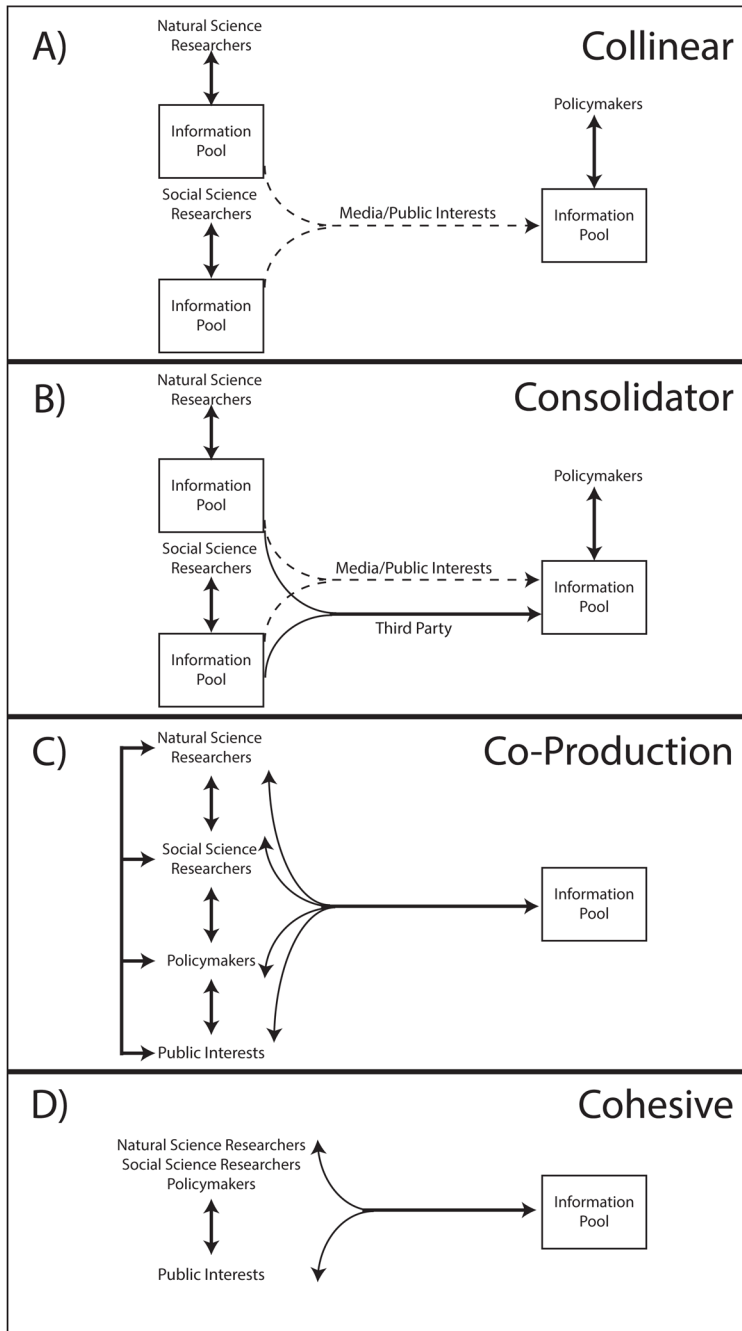 A)
Collinear
Natural Science
Researchers
Information
Pool
Policymakers
Social Science
Researchers
Media/Public Interests
Information
Pool
Information
Pool
B)
Consolidator
Natural Science
Researchers
Information
Pool
Policymakers
Social Science
Researchers
Media/Public Interests
Information
Pool
Third Party
Information
Pool
C)
Co-Production
Natural Science
Researchers
Social Science
Researchers
Information
Pool
Policymakers
Public Interests
D)
Cohesive
Natural Science Researchers
Social Science Researchers
Policymakers
Information
Pool
Public Interests